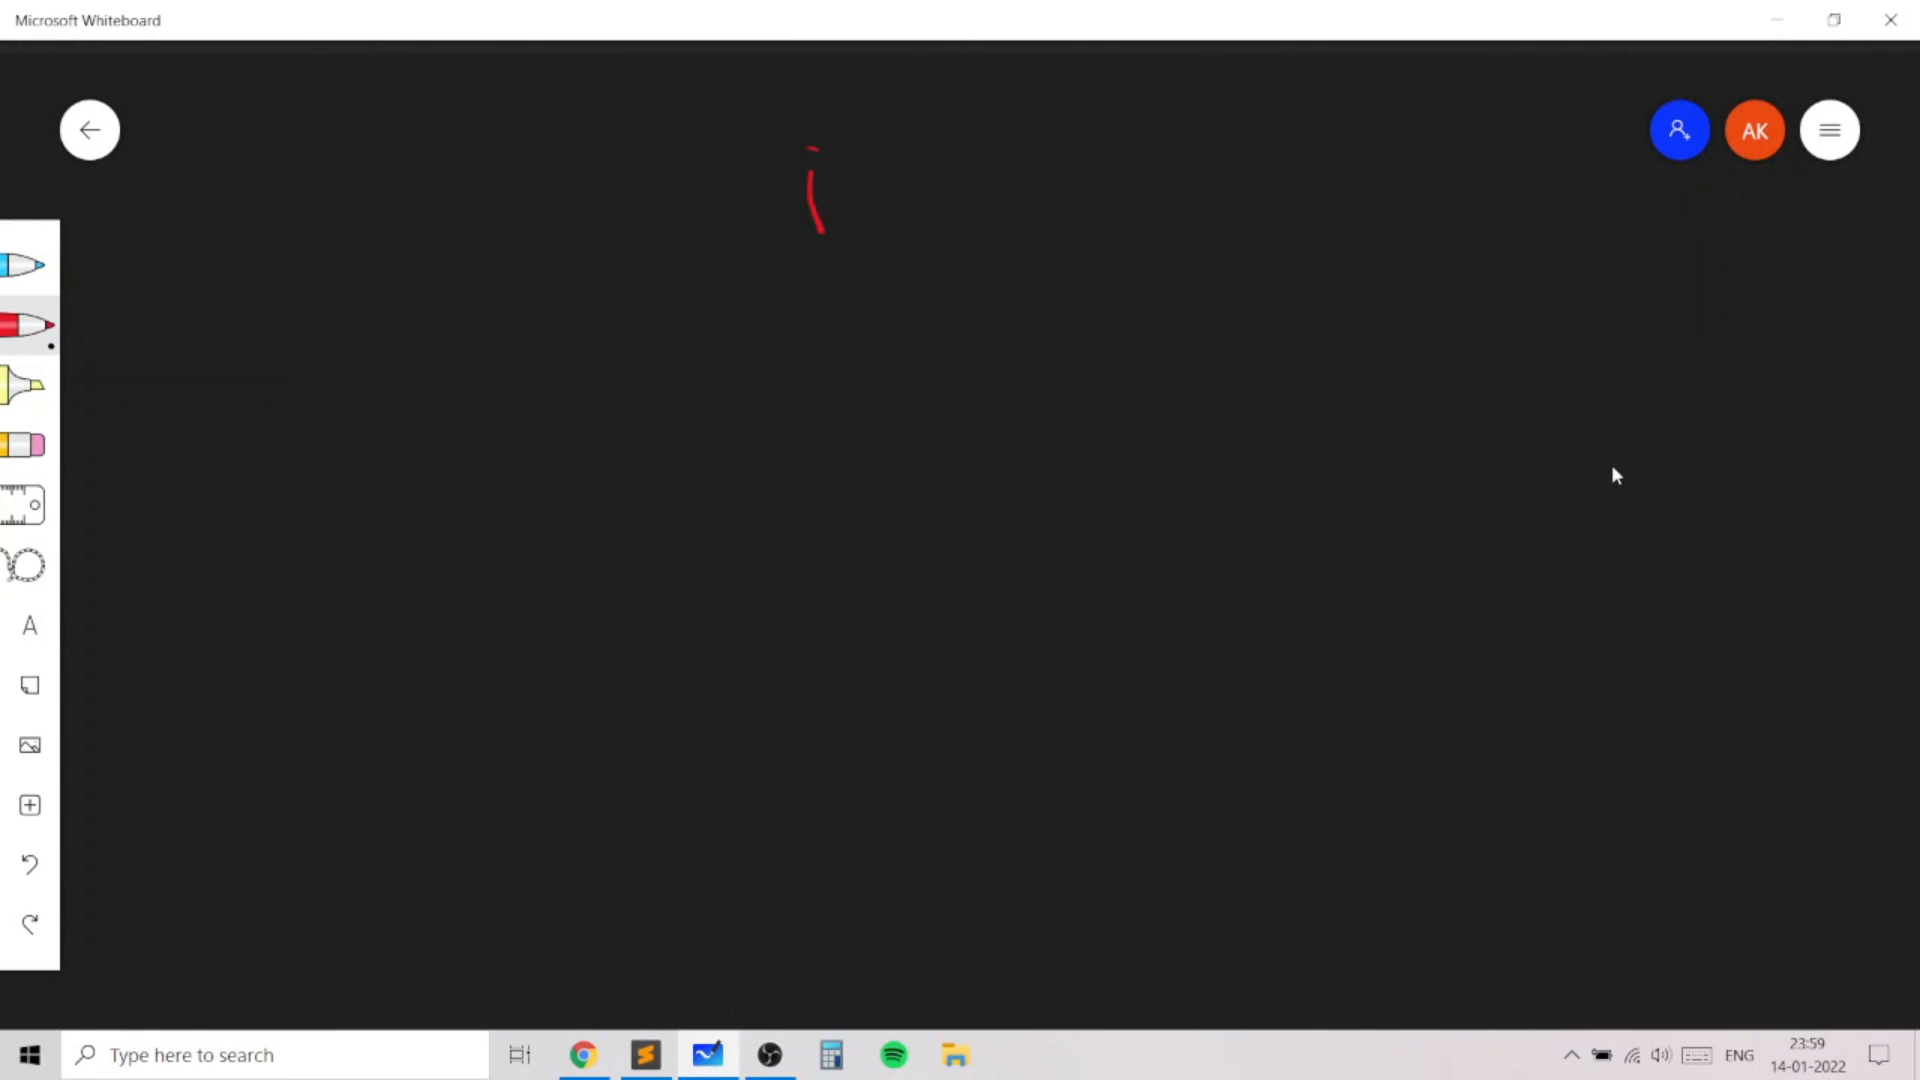 Microsoft Whiteboard
AK
i
A
Type here to search
ENG
23:59
14-01-2022